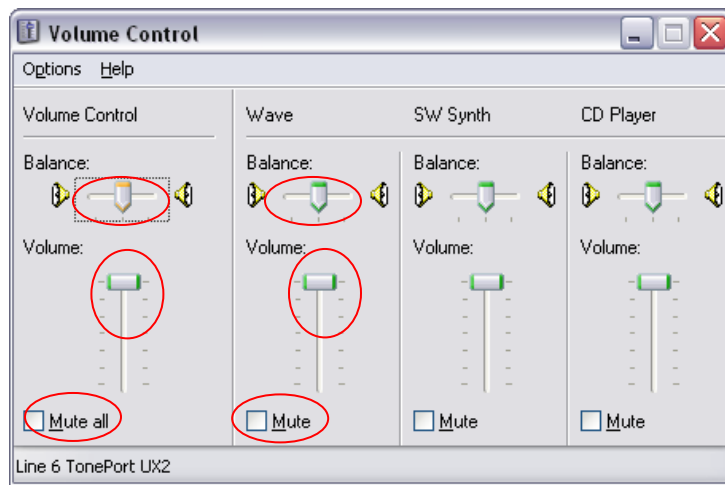 Volume Control
Options Help
Volume Control Wave SW Synth CD Player
Balance: Balance: Balance: Balance:
Volume: Volume: Volume: Volume:
Mute all Mute Mute Mute
Line 6 TonePort UX2